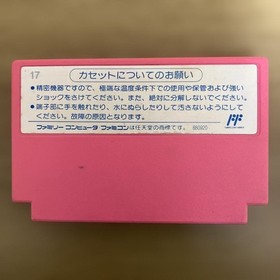 17
カセットについてのお願い
●精密機器ですので、極端な温度条件下での使用や保管および強い
ショックをさけてください。また、絶対に分解しないでください。
●端子部に手を触れたり、水にぬらしたりして汚さないようにして
ください。故障の原因となります。
ファミリーコンピュータ・ファミコンは任天堂の商標です。